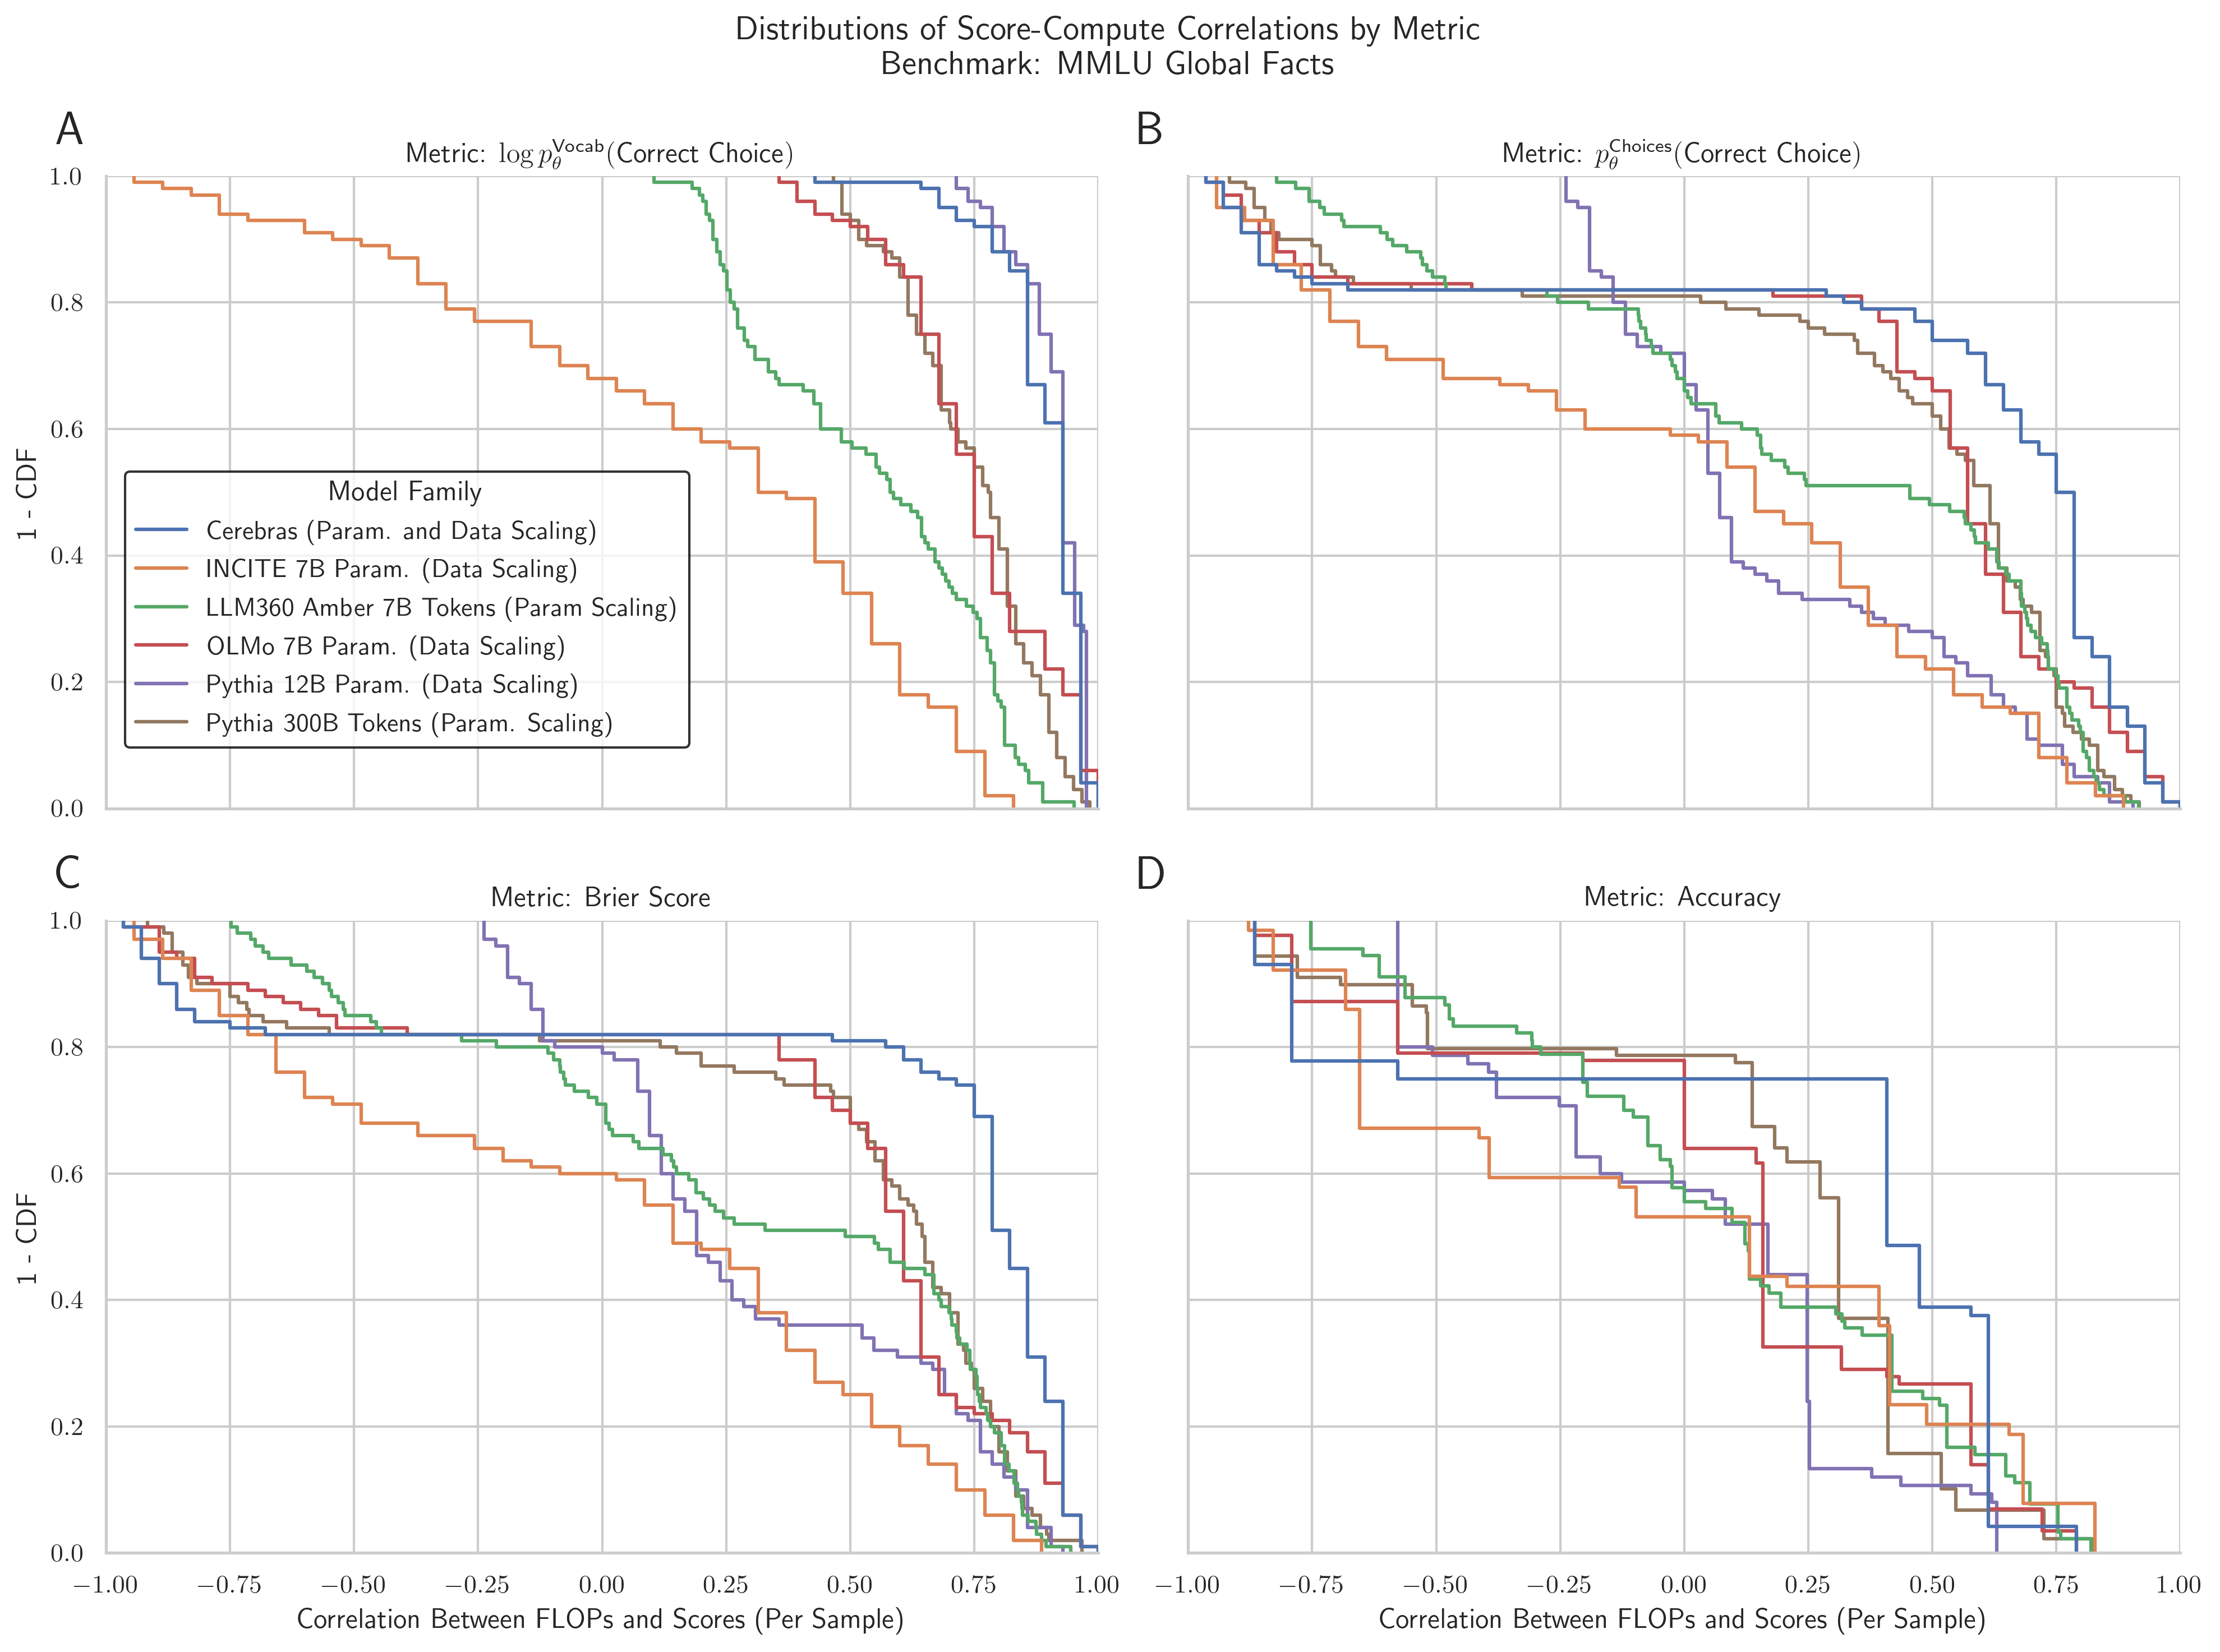 Distributions of Score-Compute Correlations by Metric
Benchmark: MMLU Global Facts
A
Metric: log p_θ^Vocab(Correct Choice)
1.0
0.8
0.6
0.4
0.2
0.0
1 - CDF
Model Family
Cerebras (Param. and Data Scaling)
INCITE 7B Param. (Data Scaling)
LLM360 Amber 7B Tokens (Param Scaling)
OLMo 7B Param. (Data Scaling)
Pythia 12B Param. (Data Scaling)
Pythia 300B Tokens (Param. Scaling)
B
Metric: p_θ^Choices(Correct Choice)
C
Metric: Brier Score
1.0
0.8
0.6
0.4
0.2
0.0
1 - CDF
−1.00 −0.75 −0.50 −0.25 0.00 0.25 0.50 0.75 1.00
Correlation Between FLOPs and Scores (Per Sample)
D
Metric: Accuracy
−1.00 −0.75 −0.50 −0.25 0.00 0.25 0.50 0.75 1.00
Correlation Between FLOPs and Scores (Per Sample)